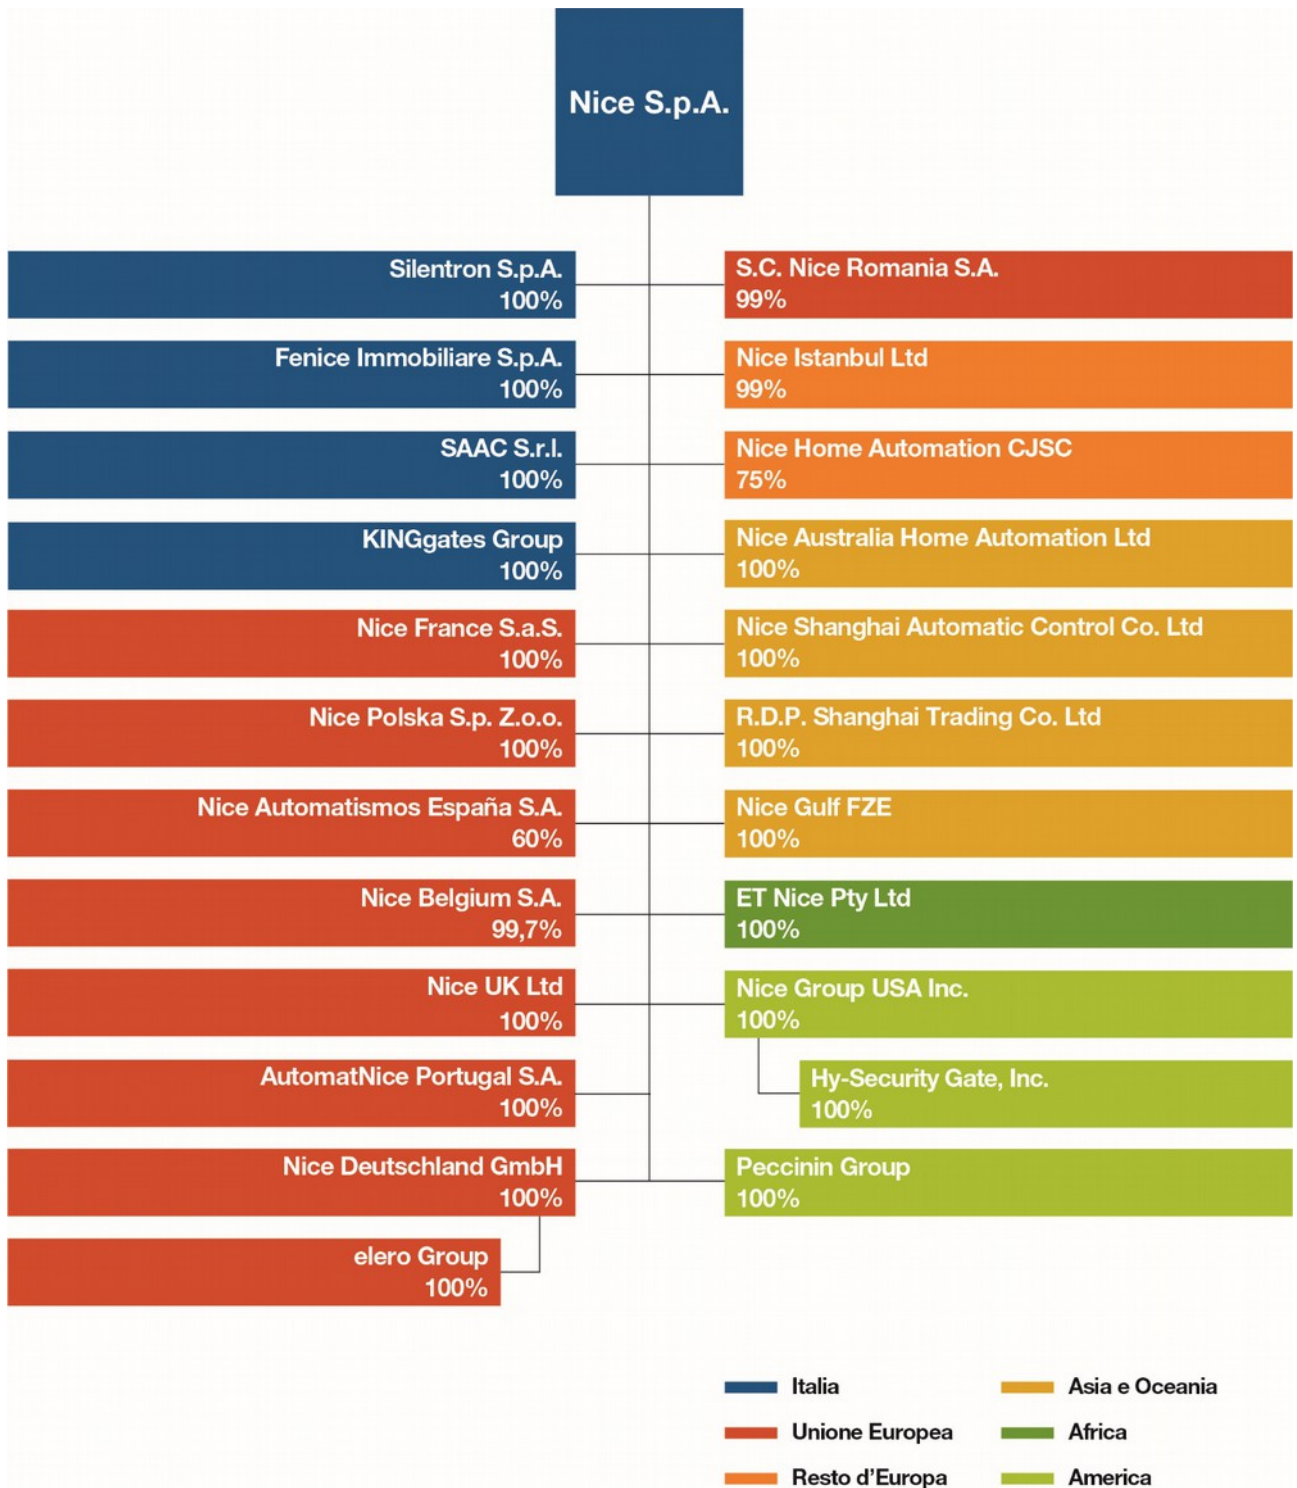 Nice S.p.A.
Silentron S.p.A.
100%
Fenice Immobiliare S.p.A.
100%
SAAC S.r.l.
100%
KINGgates Group
100%
Nice France S.a.S.
100%
Nice Polska S.p. Z.o.o.
100%
Nice Automatismos España S.A.
60%
Nice Belgium S.A.
99,7%
Nice UK Ltd
100%
AutomatNice Portugal S.A.
100%
Nice Deutschland GmbH
100%
elero Group
100%
S.C. Nice Romania S.A.
99%
Nice Istanbul Ltd
99%
Nice Home Automation CJSC
75%
Nice Australia Home Automation Ltd
100%
Nice Shanghai Automatic Control Co. Ltd
100%
R.D.P. Shanghai Trading Co. Ltd
100%
Nice Gulf FZE
100%
ET Nice Pty Ltd
100%
Nice Group USA Inc.
100%
Hy-Security Gate, Inc.
100%
Peccinin Group
100%
Italia
Unione Europea
Resto d'Europa
Asia e Oceania
Africa
America